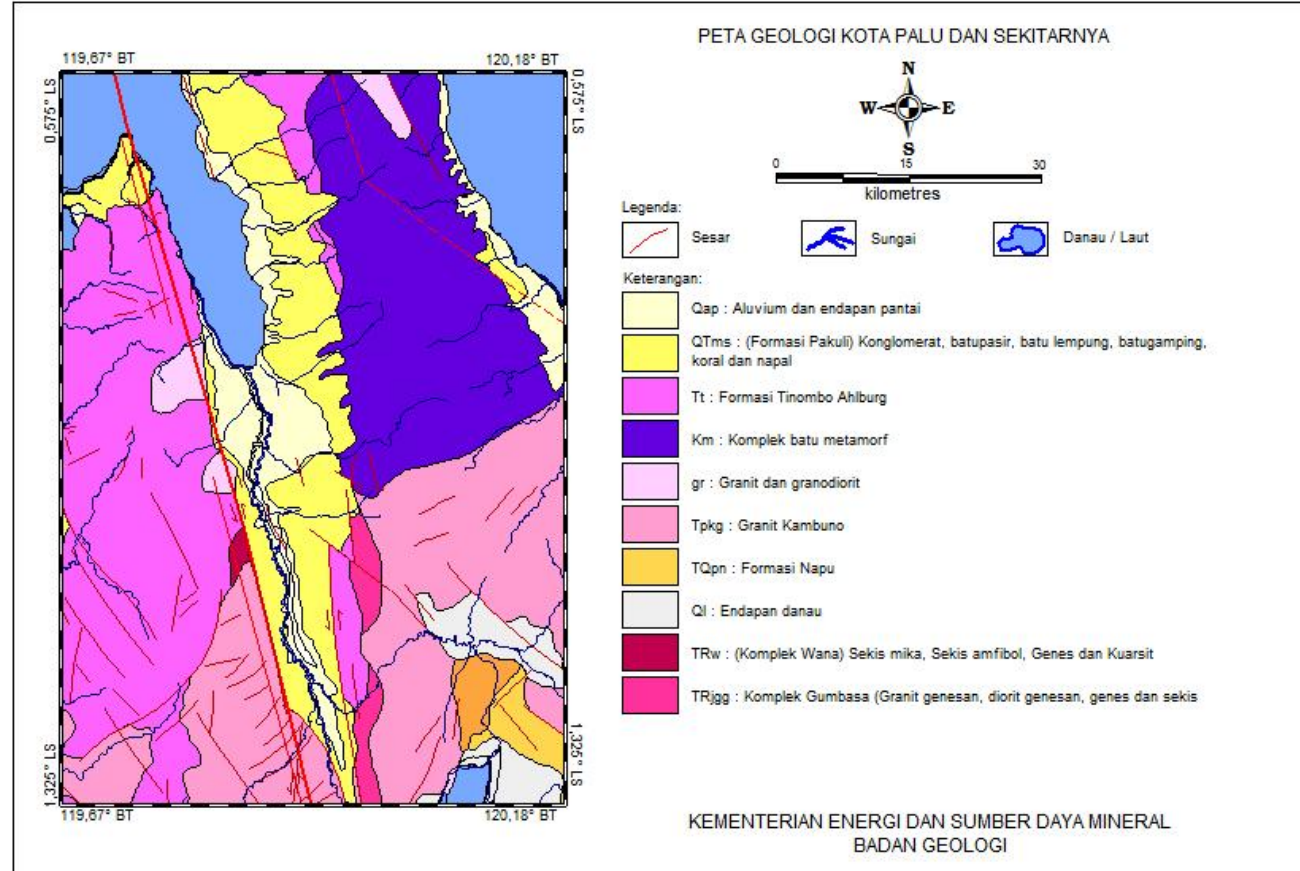 PETA GEOLOGI KOTA PALU DAN SEKITARNYA
119,67° BT
120,18° BT
0,575° LS
0,575° LS
N
W
E
S
0
15
30
kilometres
Legenda:
Sesar
Sungai
Danau / Laut
Keterangan:
Qap : Aluvium dan endapan pantai
QTms : (Formasi Pakuli) Konglomerat, batupasir, batu lempung, batugamping,
koral dan napal
Tt : Formasi Tinombo Ahlburg
Km : Komplek batu metamorf
gr : Granit dan granodiorit
Tpkg : Granit Kambuno
TQpn : Formasi Napu
Ql : Endapan danau
TRw : (Komplek Wana) Sekis mika, Sekis amfibol, Genes dan Kuarsit
TRjgg : Komplek Gumbasa (Granit genesan, diorit genesan, genes dan sekis
1,325° LS
1,325° LS
119,67° BT
120,18° BT
KEMENTERIAN ENERGI DAN SUMBER DAYA MINERAL
BADAN GEOLOGI